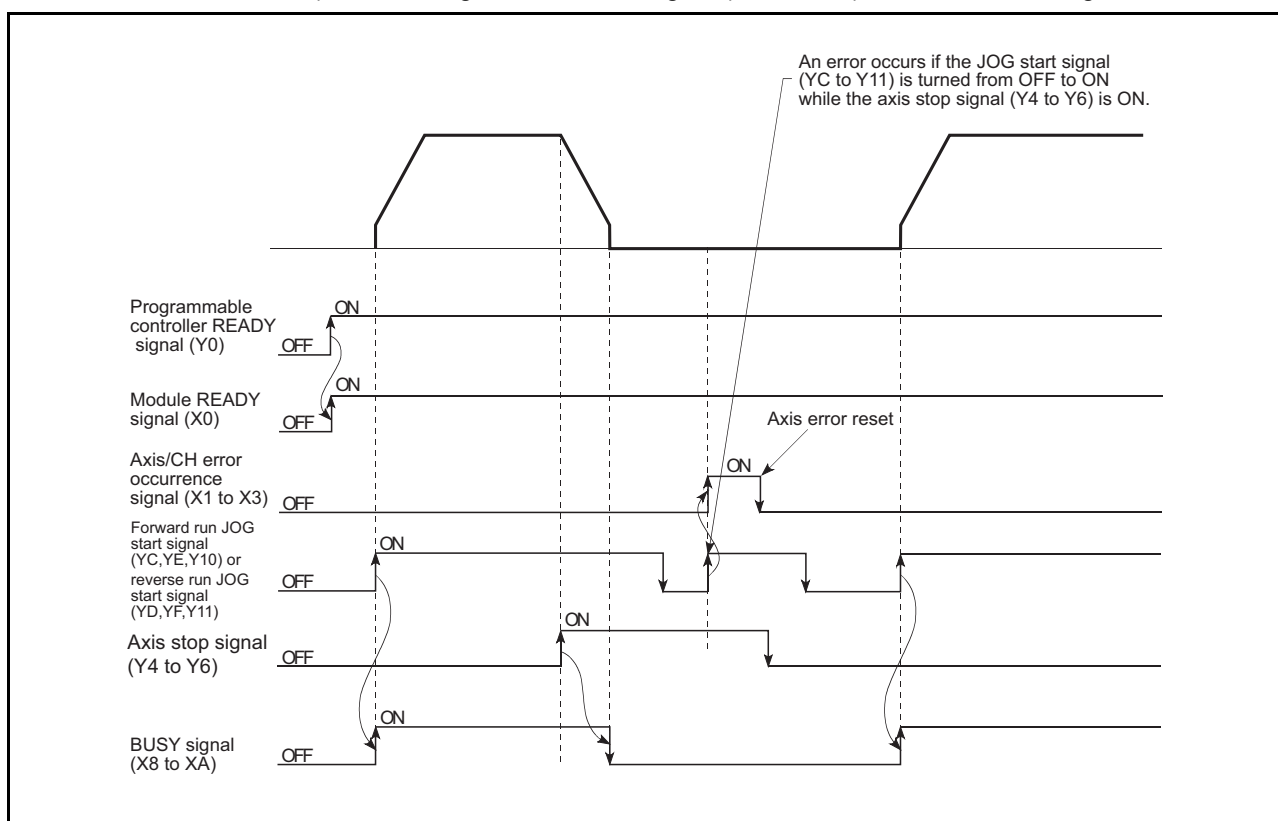 An error occurs if the JOG start signal
(YC to Y11) is turned from OFF to ON
while the axis stop signal (Y4 to Y6) is ON.
Programmable
controller READY
signal (Y0)
OFF
ON
Module READY
signal (X0)
OFF
ON
Axis error reset
Axis/CH error
occurrence
signal (X1 to X3)
OFF
ON
Forward run JOG
start signal
(YC,YE,Y10) or
reverse run JOG
start signal
(YD,YF,Y11)
OFF
ON
Axis stop signal
(Y4 to Y6)
OFF
ON
BUSY signal
(X8 to XA)
OFF
ON